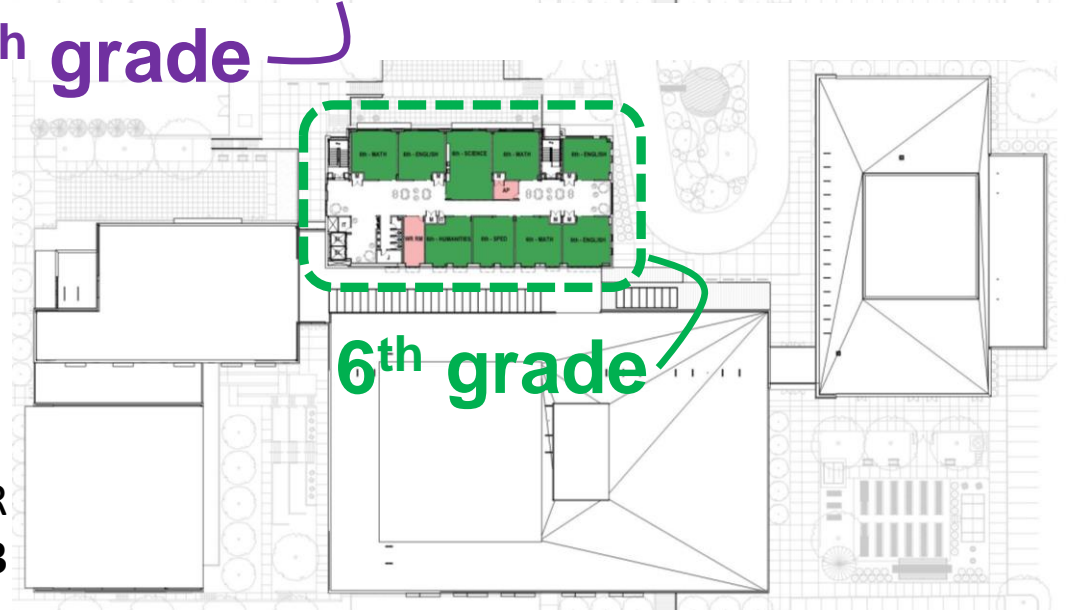 h grade
6th - MATH 6th - ENGLISH 6th - SCIENCE 6th - MATH 6th - ENGLISH
AP
6th - HUMANITIES 6th - SPED 6th - MATH 6th - ENGLISH
6th grade
R
3